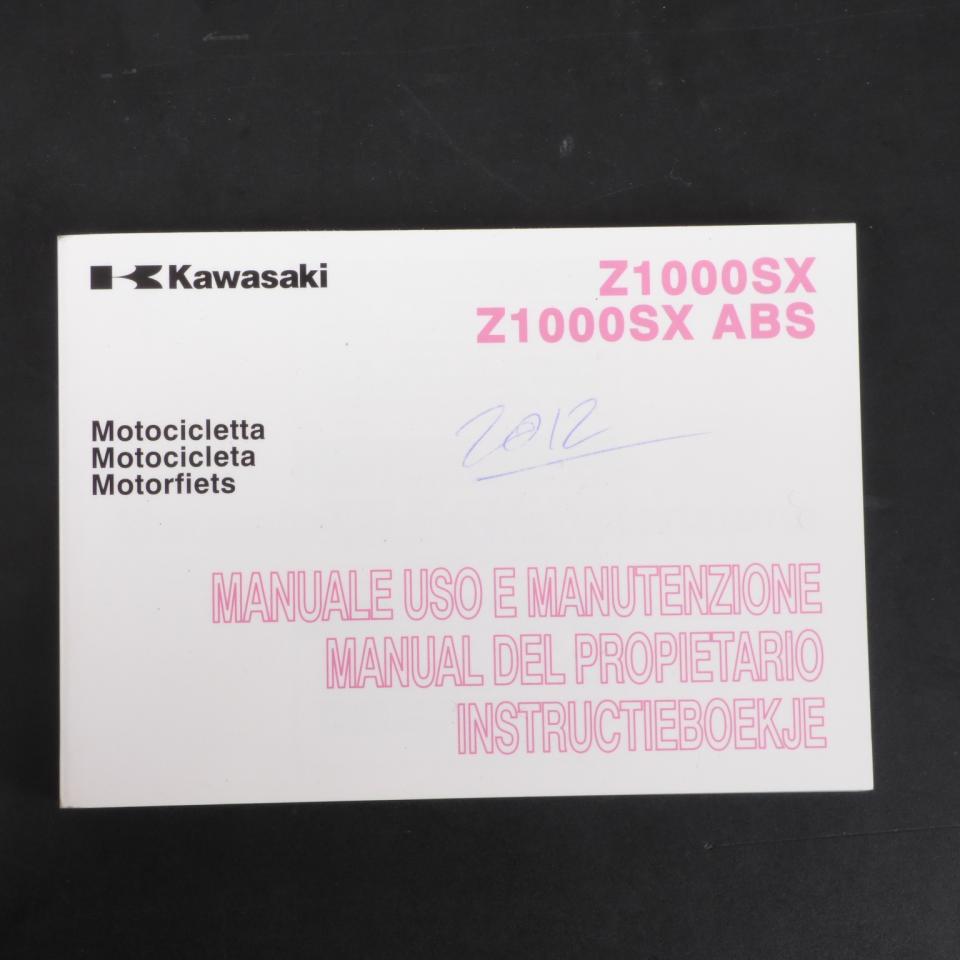 Kawasaki
Z1000SX
Z1000SX ABS
Motocicletta
Motocicleta
Motorfiets
2012
MANUALE USO E MANUTENZIONE
MANUAL DEL PROPIETARIO
INSTRUCTIEBOEKJE